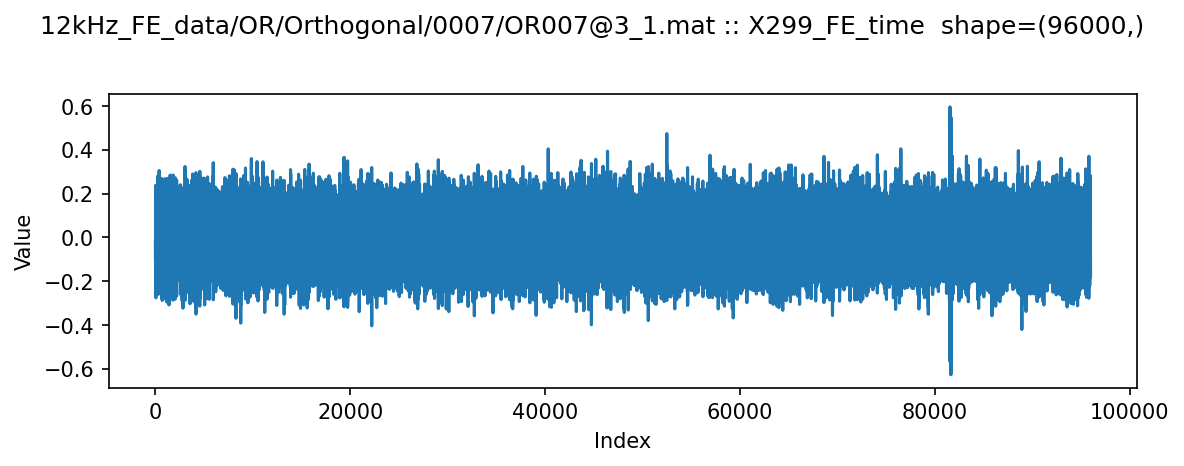 12kHz_FE_data/OR/Orthogonal/0007/OR007@3_1.mat :: X299_FE_time  shape=(96000,)
0.6
0.4
0.2
0.0
−0.2
−0.4
−0.6
Value
0 20000 40000 60000 80000 100000
Index